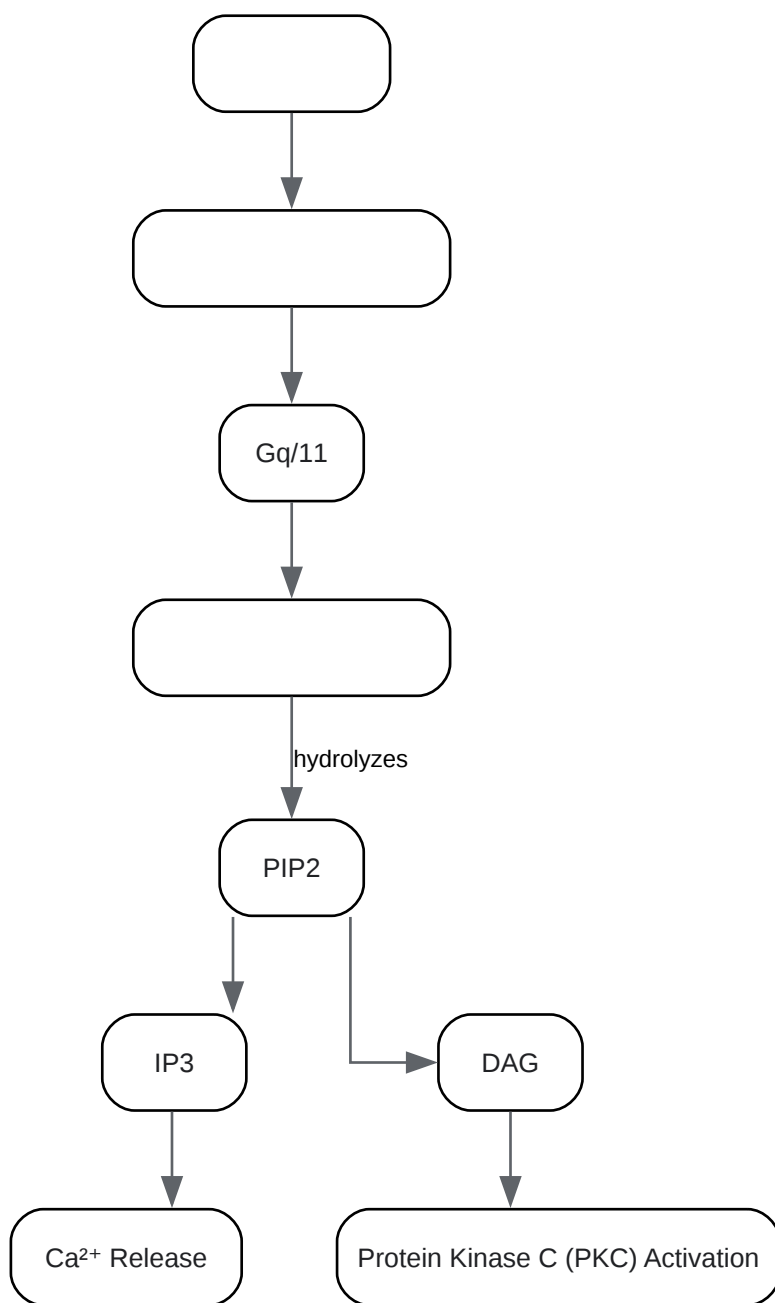 Gq/11
hydrolyzes
PIP2
IP3
DAG
Ca²⁺ Release
Protein Kinase C (PKC) Activation